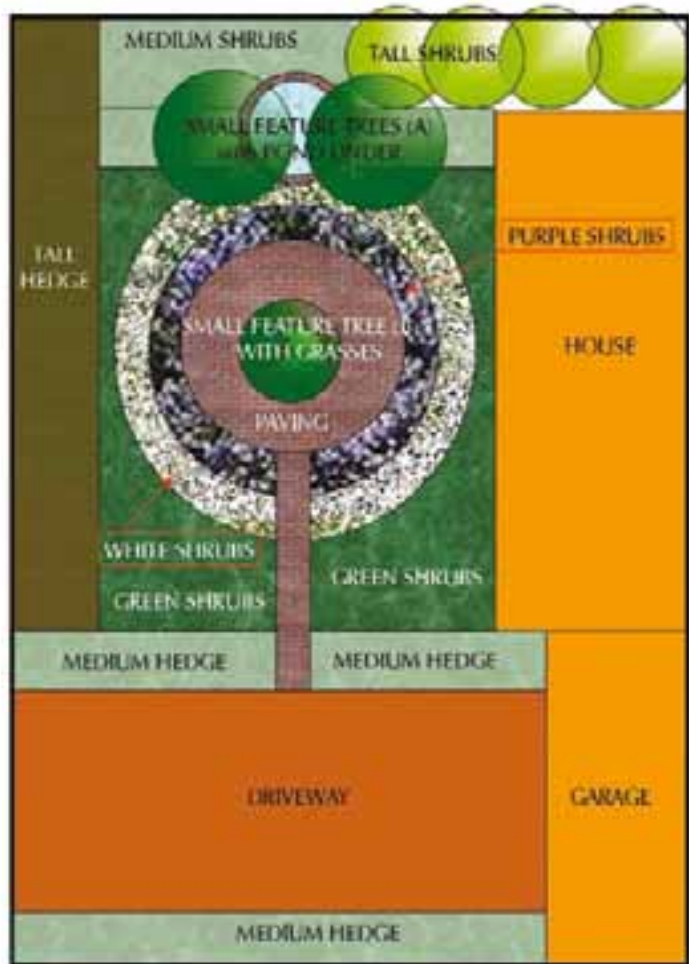 MEDIUM SHRUBS
TALL SHRUBS
SMALL FEATURE TREES (A)
WITH POND UNDER
TALL
HEDGE
PURPLE SHRUBS
SMALL FEATURE TREE
WITH GRASSES
HOUSE
PAVING
WHITE SHRUBS
GREEN SHRUBS
GREEN SHRUBS
MEDIUM HEDGE
MEDIUM HEDGE
DRIVEWAY
GARAGE
MEDIUM HEDGE